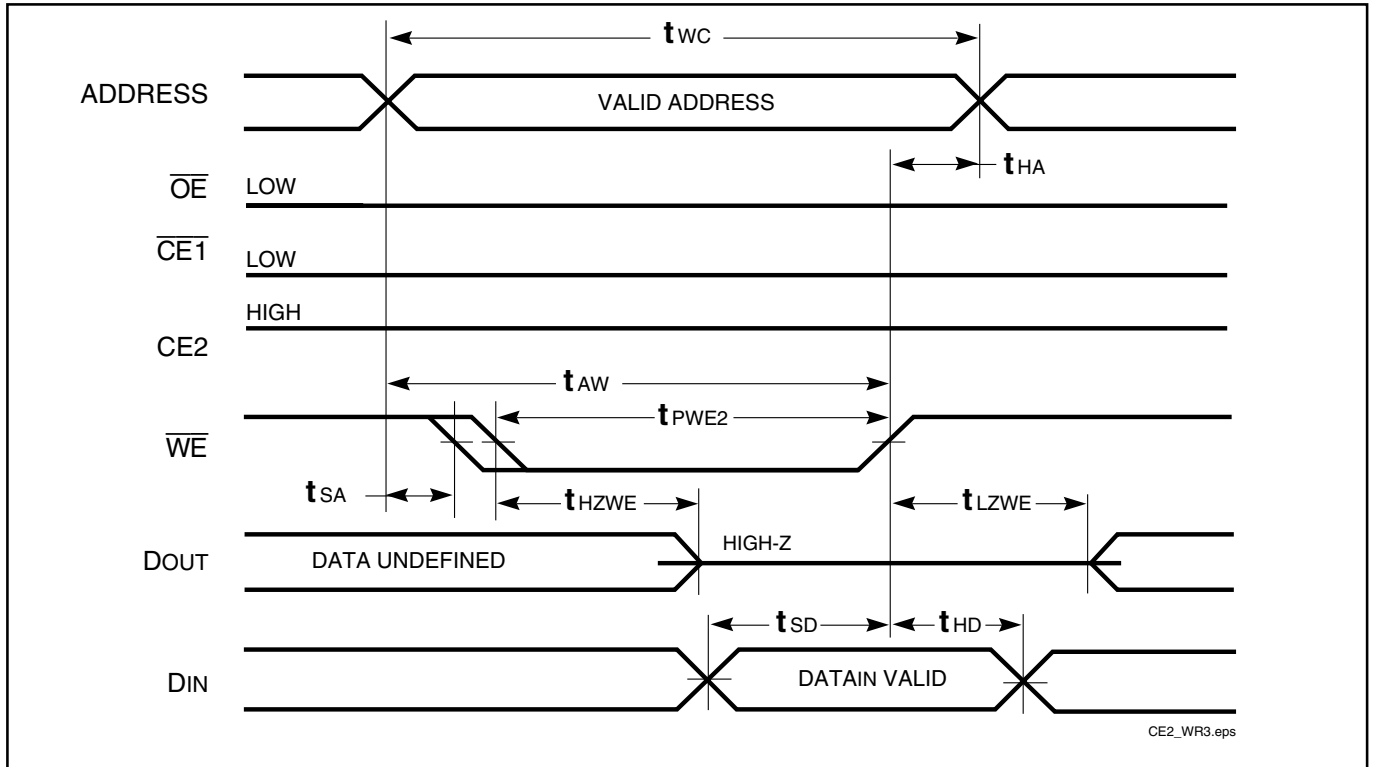 tWC
ADDRESS
VALID ADDRESS
tHA
OE
LOW
CE1
LOW
HIGH
CE2
tAW
tPWE2
WE
tSA
tHZWE
tLZWE
DOUT
DATA UNDEFINED
HIGH-Z
tSD
tHD
DIN
DATAIN VALID
CE2_WR3.eps